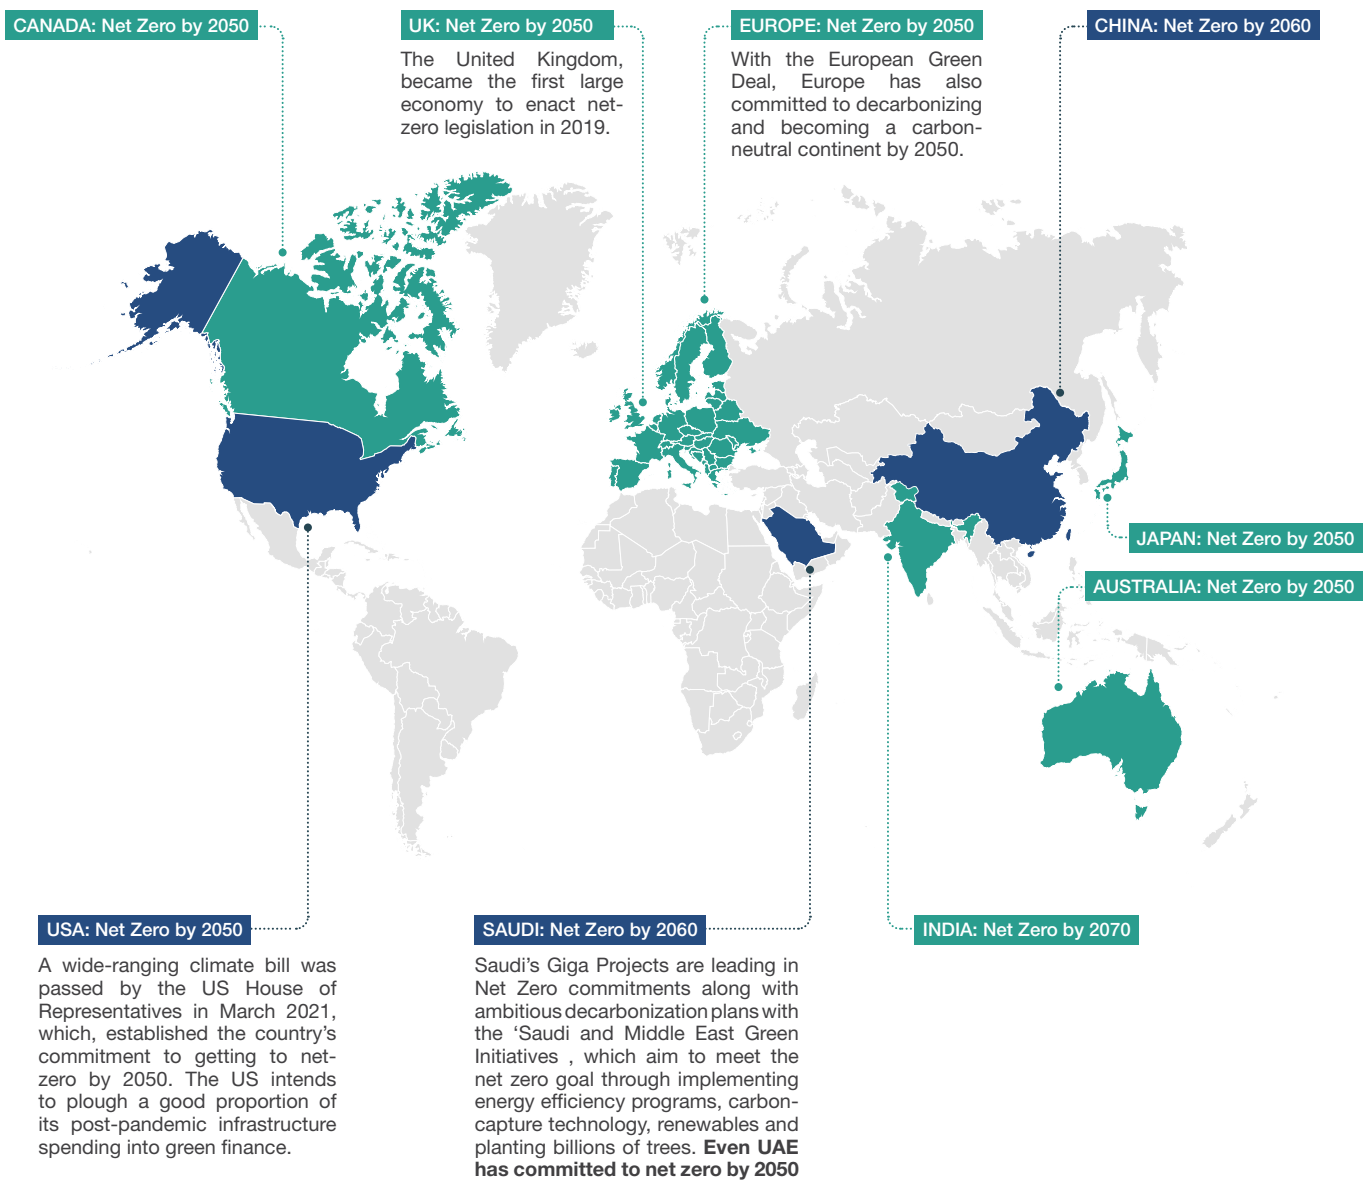 CANADA: Net Zero by 2050
UK: Net Zero by 2050
The United Kingdom,
became the first large
economy to enact net-
zero legislation in 2019.
EUROPE: Net Zero by 2050
With the European Green
Deal, Europe has also
committed to decarbonizing
and becoming a carbon-
neutral continent by 2050.
CHINA: Net Zero by 2060
JAPAN: Net Zero by 2050
AUSTRALIA: Net Zero by 2050
USA: Net Zero by 2050
A wide-ranging climate bill was
passed by the US House of
Representatives in March 2021,
which, established the country’s
commitment to getting to net-
zero by 2050. The US intends
to plough a good proportion of
its post-pandemic infrastructure
spending into green finance.
SAUDI: Net Zero by 2060
Saudi’s Giga Projects are leading in
Net Zero commitments along with
ambitious decarbonization plans with
the ‘Saudi and Middle East Green
Initiatives , which aim to meet the
net zero goal through implementing
energy efficiency programs, carbon-
capture technology, renewables and
planting billions of trees. Even UAE
has committed to net zero by 2050
INDIA: Net Zero by 2070